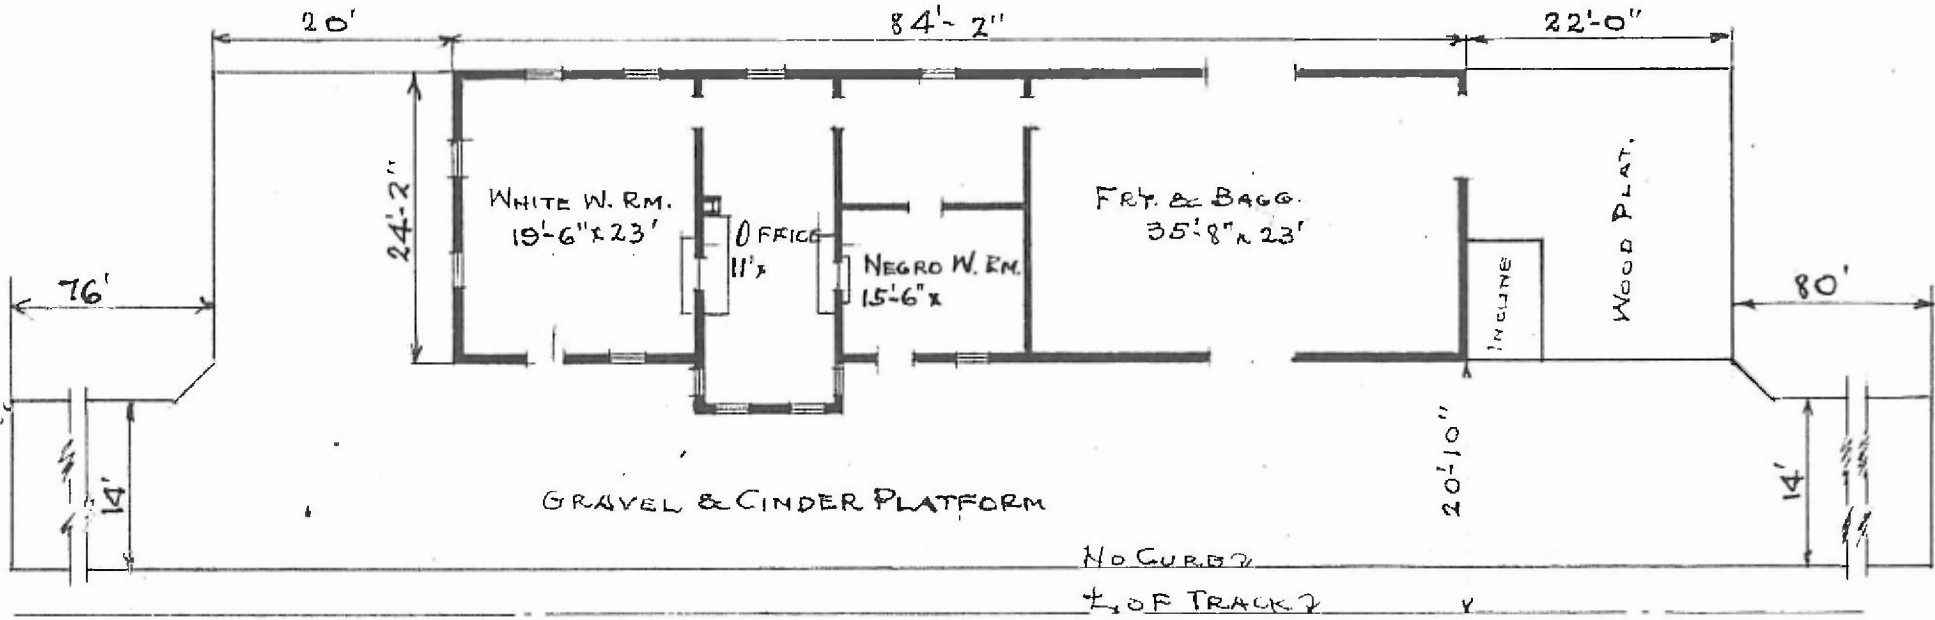 20'
84'-2"
22'-0"
24'-2"
WHITE W. RM.
19'-6" x 23'
OFFICE
11' x
NEGRO W. RM.
15'-6" x
FRT. & BAGG.
35'-8" x 23'
INCLINE
WOOD PLAT.
76'
80'
14'
GRAVEL & CINDER PLATFORM
20'-10"
14'
NO CURB
℄ OF TRACK